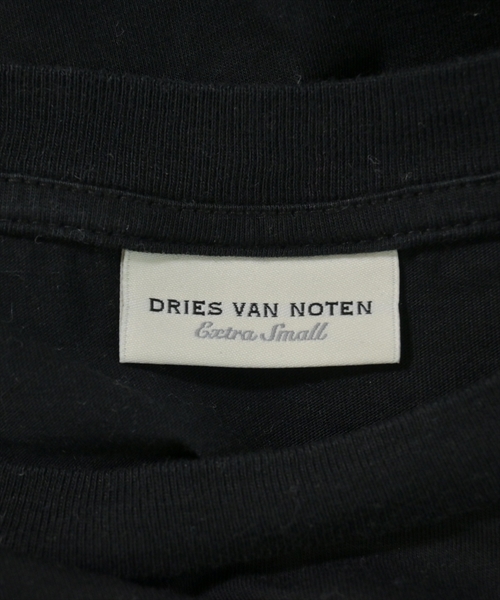 DRIES VAN NOTEN
Extra Small